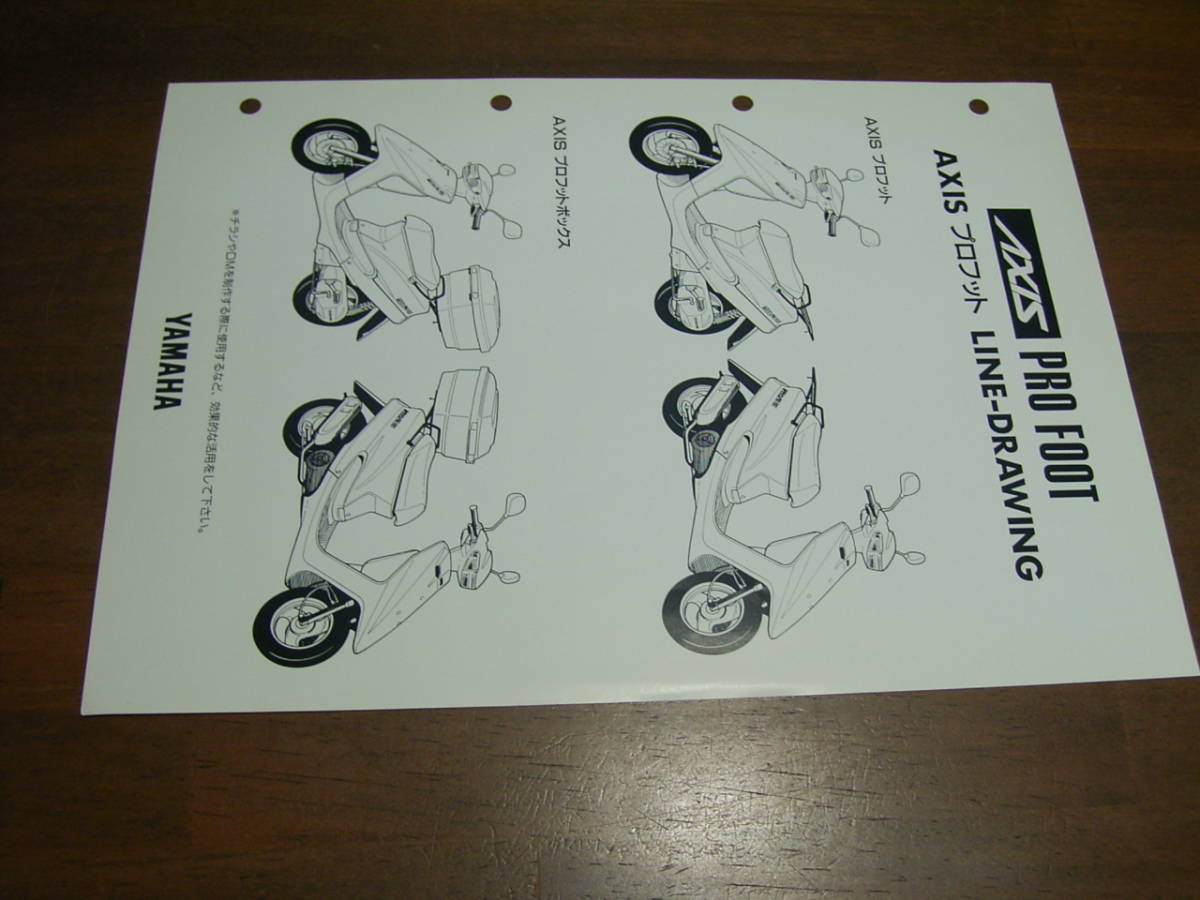 AXIS PRO FOOT
AXIS プロフット LINE-DRAWING
AXIS プロフット
AXIS プロフットボックス
※チラシやDMを制作する際に使用するなど、効果的な活用をして下さい。
YAMAHA